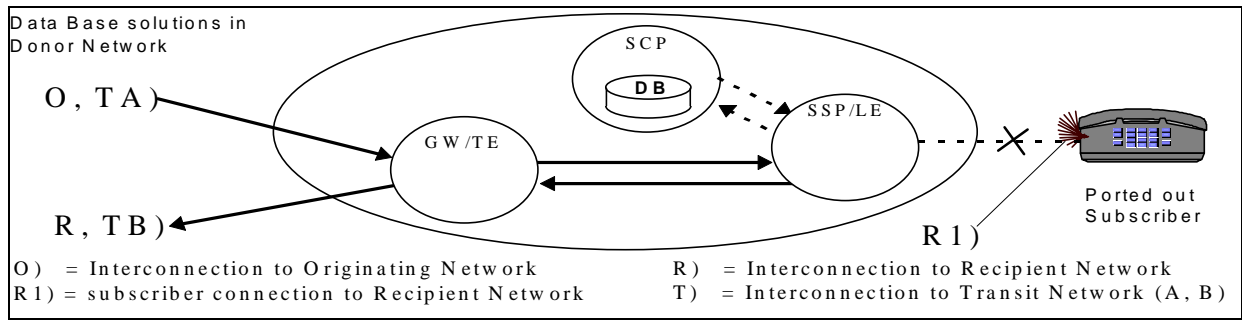 Data Base solutions in
Donor Network
SCP
DB
SSP/LE
O, TA)
GW/TE
Ported out
Subscriber
R, TB)
R1)
O) = Interconnection to Originating Network
R) = Interconnection to Recipient Network
R1) = subscriber connection to Recipient Network
T) = Interconnection to Transit Network (A, B)